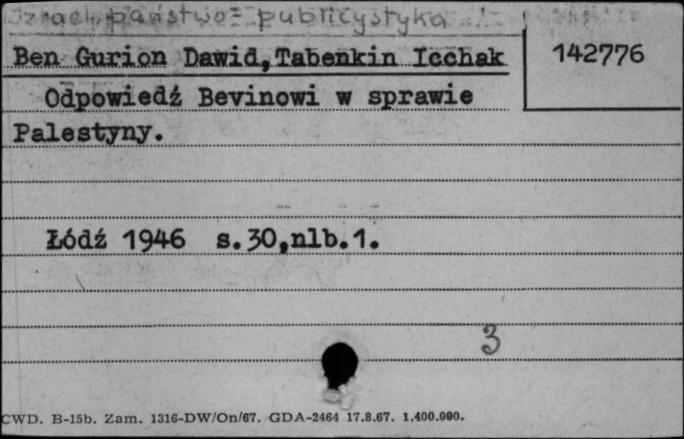 Izrael, państwo - publicystyka
Ben Gurion Dawid,Tabenkin Icchak
142776
Odpowiedź Bevinowi w sprawie
Palestyny.
Łódź 1946 s.30,nlb.1.
3
CWD. B-15b. Zam. 1316-DW/On/67. GDA-2464 17.8.67. 1.400.000.